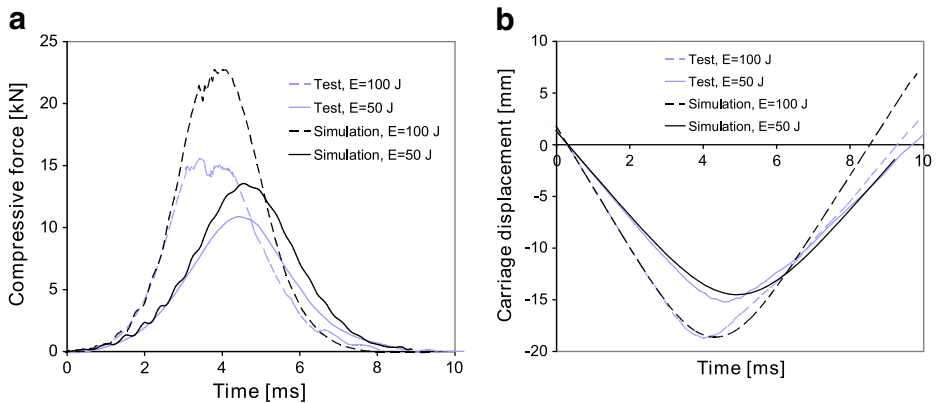 a
25
20
15
10
5
0
0
2
4
6
8
10
Compressive force [kN]
Time [ms]
Test, E=100 J
Test, E=50 J
Simulation, E=100 J
Simulation, E=50 J
b
10
5
0
-5
-10
-15
-20
0
2
4
6
8
10
Carriage displacement [mm]
Time [ms]
Test, E=100 J
Test, E=50 J
Simulation, E=100 J
Simulation, E=50 J